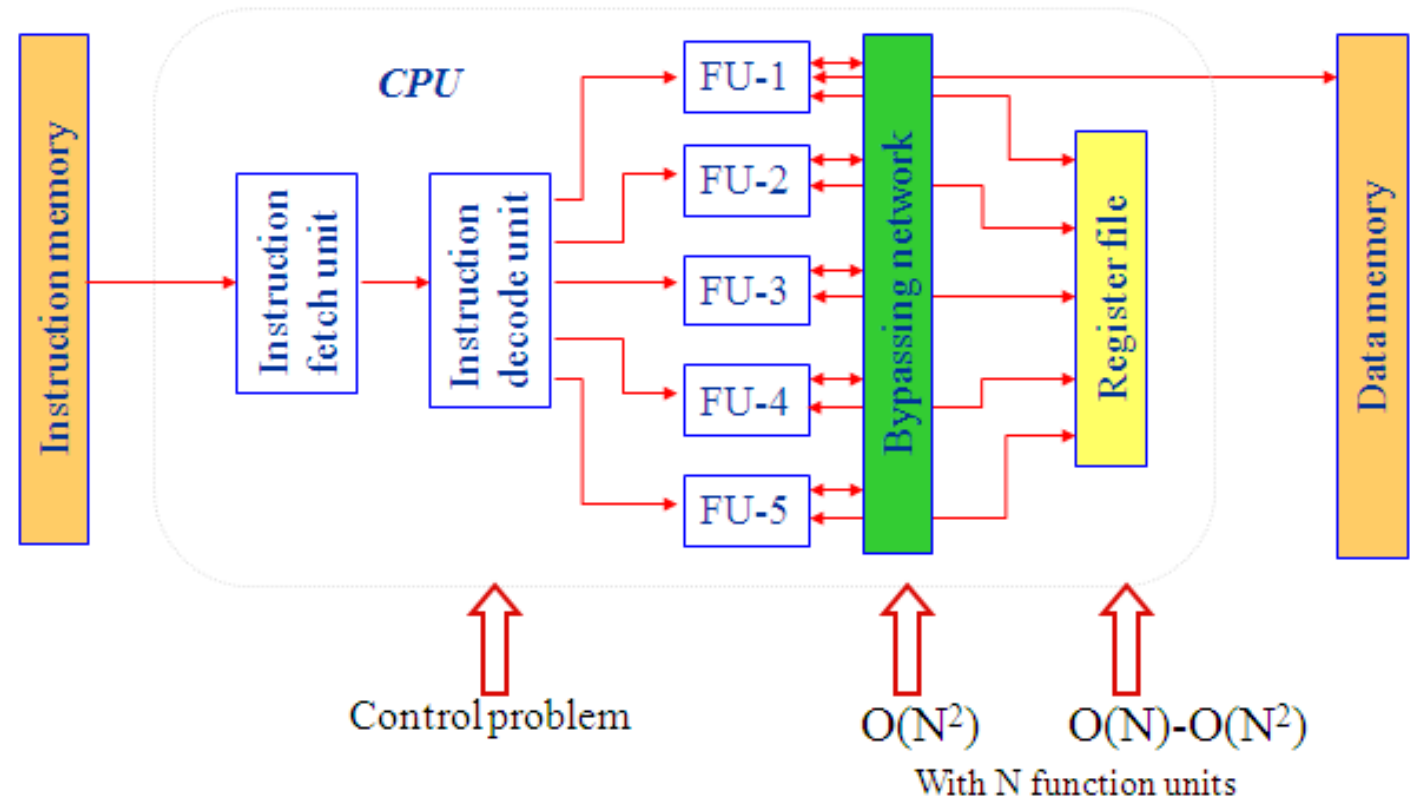 CPU
Instruction memory
Instruction
fetch unit
Instruction
decode unit
FU-1
FU-2
FU-3
FU-4
FU-5
Bypassing network
Register file
Data memory
Control problem
O(N²)
O(N)-O(N²)
With N function units